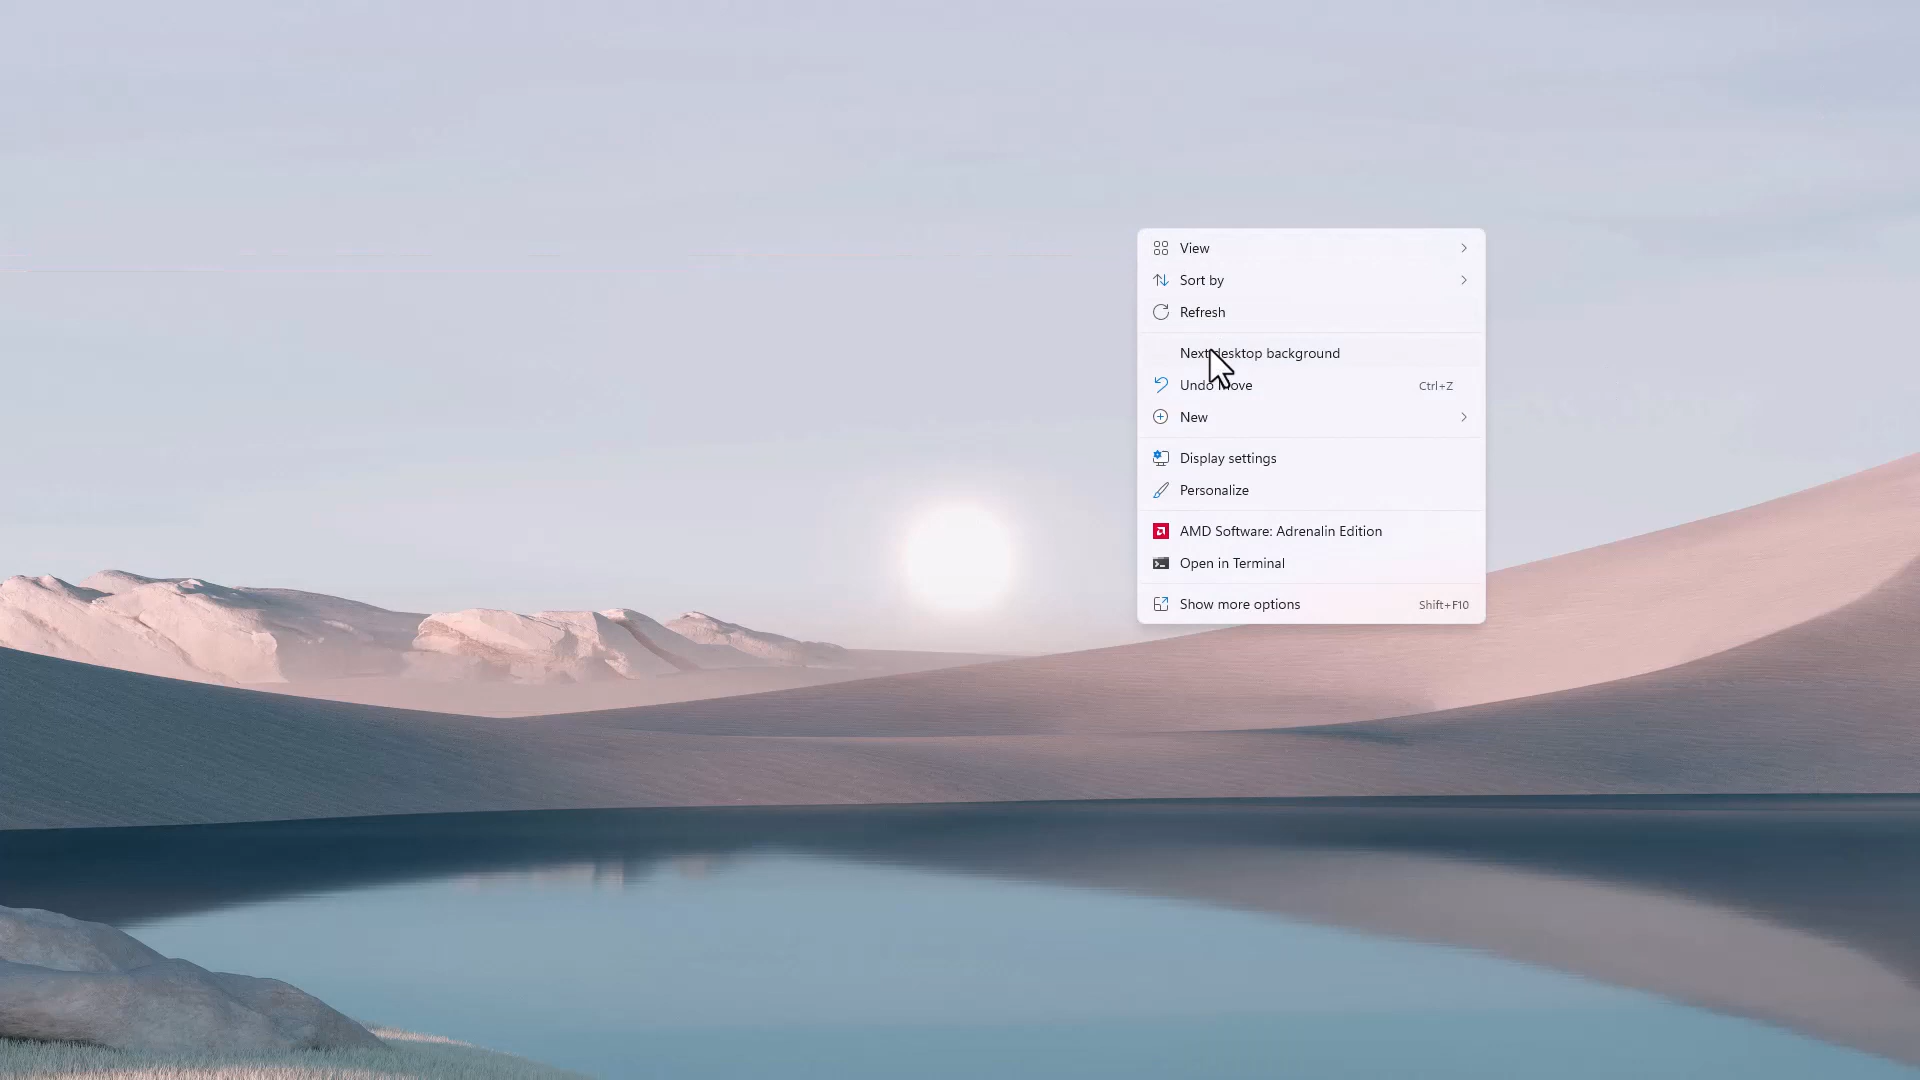 View
Sort by
Refresh
Next desktop background
Undo Move Ctrl+Z
New
Display settings
Personalize
AMD Software: Adrenalin Edition
Open in Terminal
Show more options Shift+F10